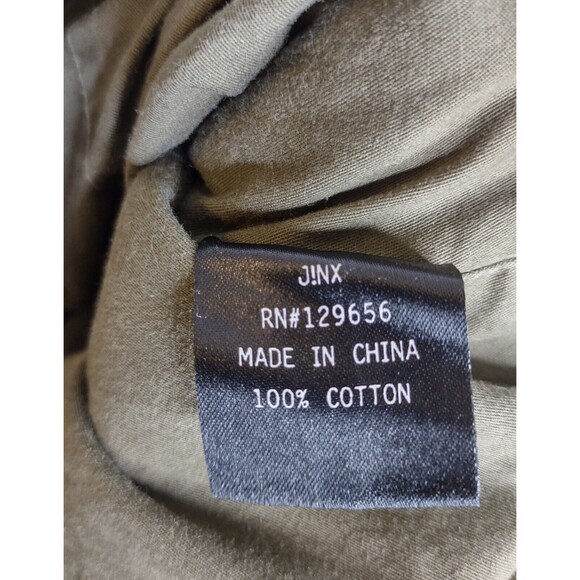 J!NX
RN#129656
MADE IN CHINA
100% COTTON